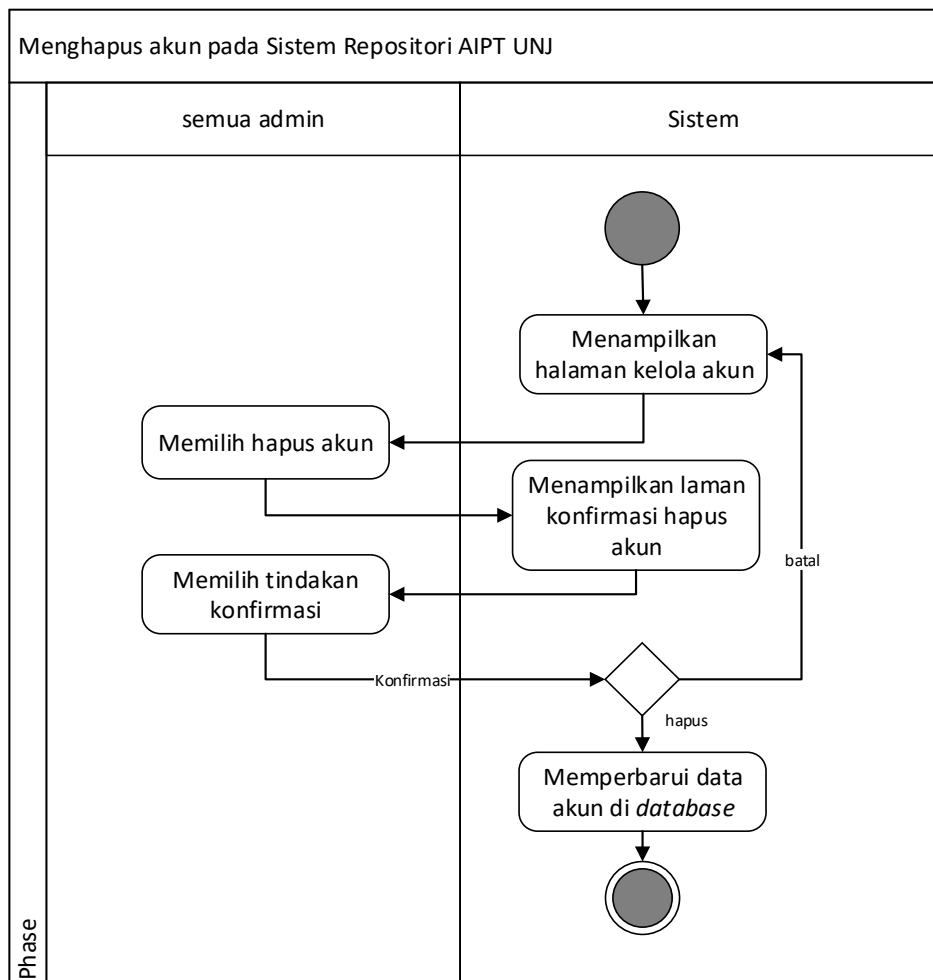 Menghapus akun pada Sistem Repositori AIPT UNJ
semua admin
Sistem
Menampilkan
halaman kelola akun
Memilih hapus akun
Menampilkan laman
konfirmasi hapus
akun
batal
Memilih tindakan
konfirmasi
Konfirmasi
hapus
Memperbarui data
akun di database
Phase